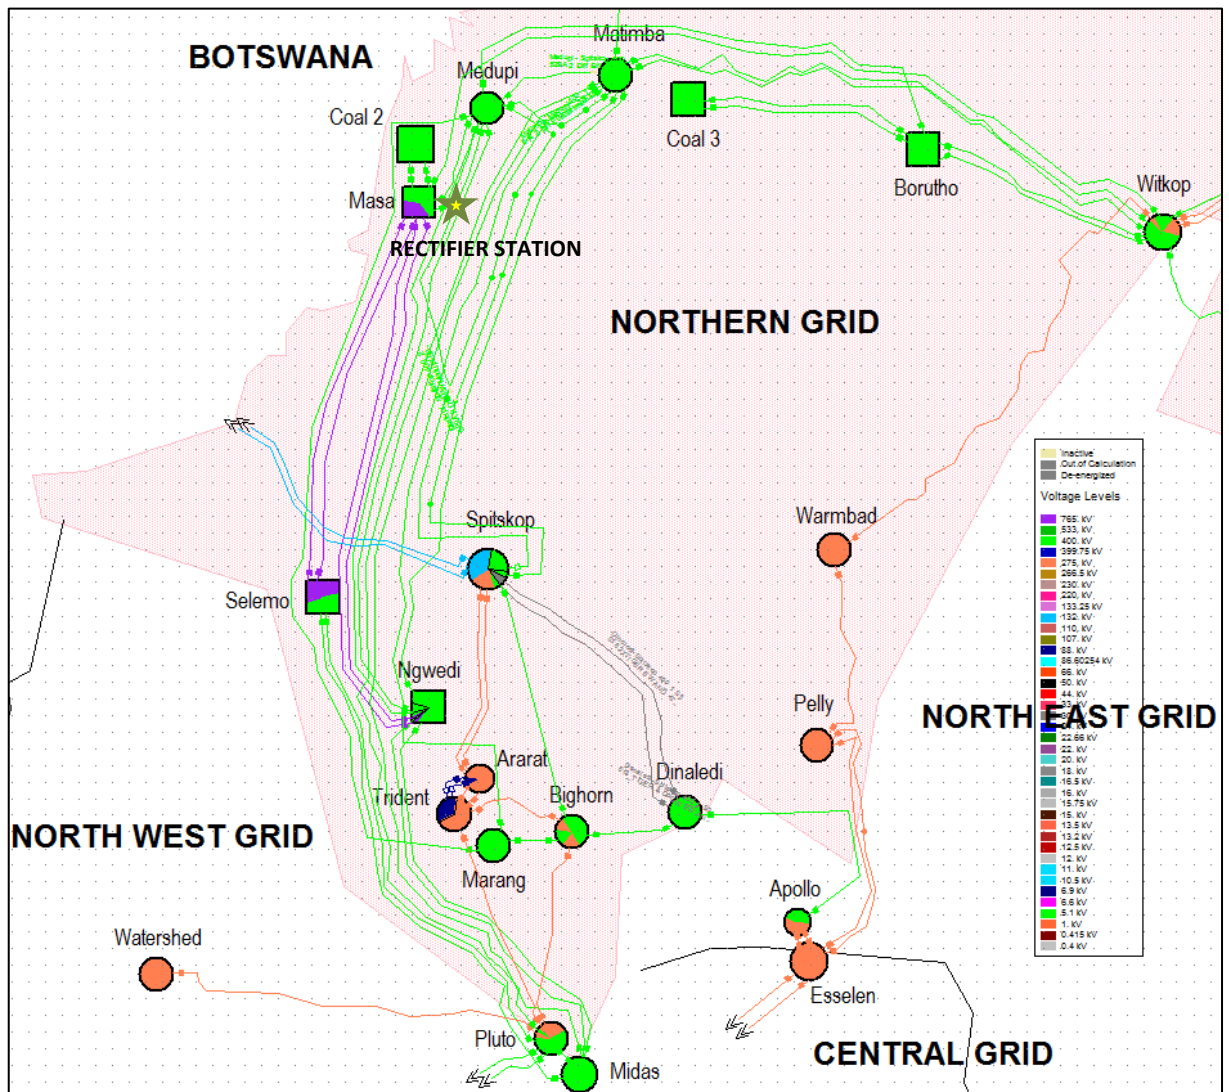 BOTSWANA
Matimba
Medupi
Coal 2
Coal 3
Borutho
Witkop
Masa
RECTIFIER STATION
NORTHERN GRID
Inactive
Out of Calculation
De-energized
Voltage Levels
765. kV
533. kV
400. kV
399.75 kV
275. kV
266.5 kV
230. kV
220. kV
133.25 kV
132. kV
110. kV
107. kV
88. kV
86.60254 kV
66. kV
50. kV
44. kV
33. kV
22.66 kV
22. kV
20. kV
18. kV
16.5 kV
16. kV
15.75 kV
15. kV
13.5 kV
13.2 kV
12.5 kV
12. kV
11. kV
10.5 kV
6.9 kV
6.6 kV
5.1 kV
1. kV
0.415 kV
0.4 kV
Warmbad
Spitskop
Selemo
Ngwedi
Pelly
NORTH EAST GRID
Ararat
Dinaledi
Trident
Bighorn
NORTH WEST GRID
Marang
Apollo
Watershed
Esselen
Pluto
CENTRAL GRID
Midas